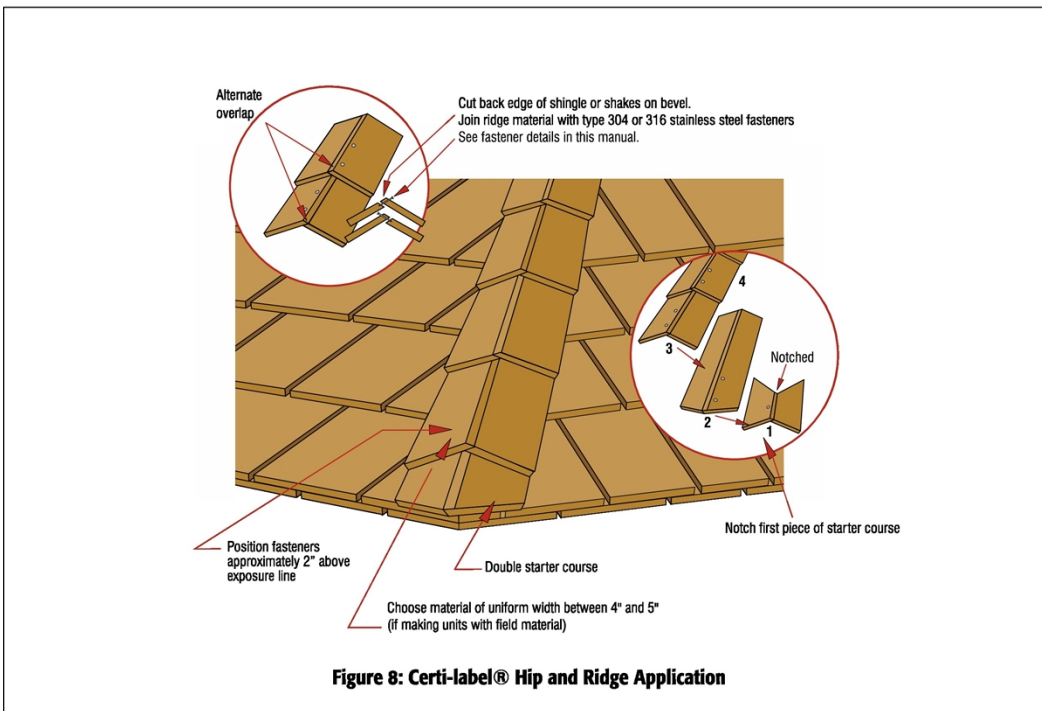 Alternate
overlap
Cut back edge of shingle or shakes on bevel.
Join ridge material with type 304 or 316 stainless steel fasteners
See fastener details in this manual.
4
3
Notched
2
1
Notch first piece of starter course
Position fasteners
approximately 2" above
exposure line
Double starter course
Choose material of uniform width between 4" and 5"
(if making units with field material)
Figure 8: Certi-label® Hip and Ridge Application